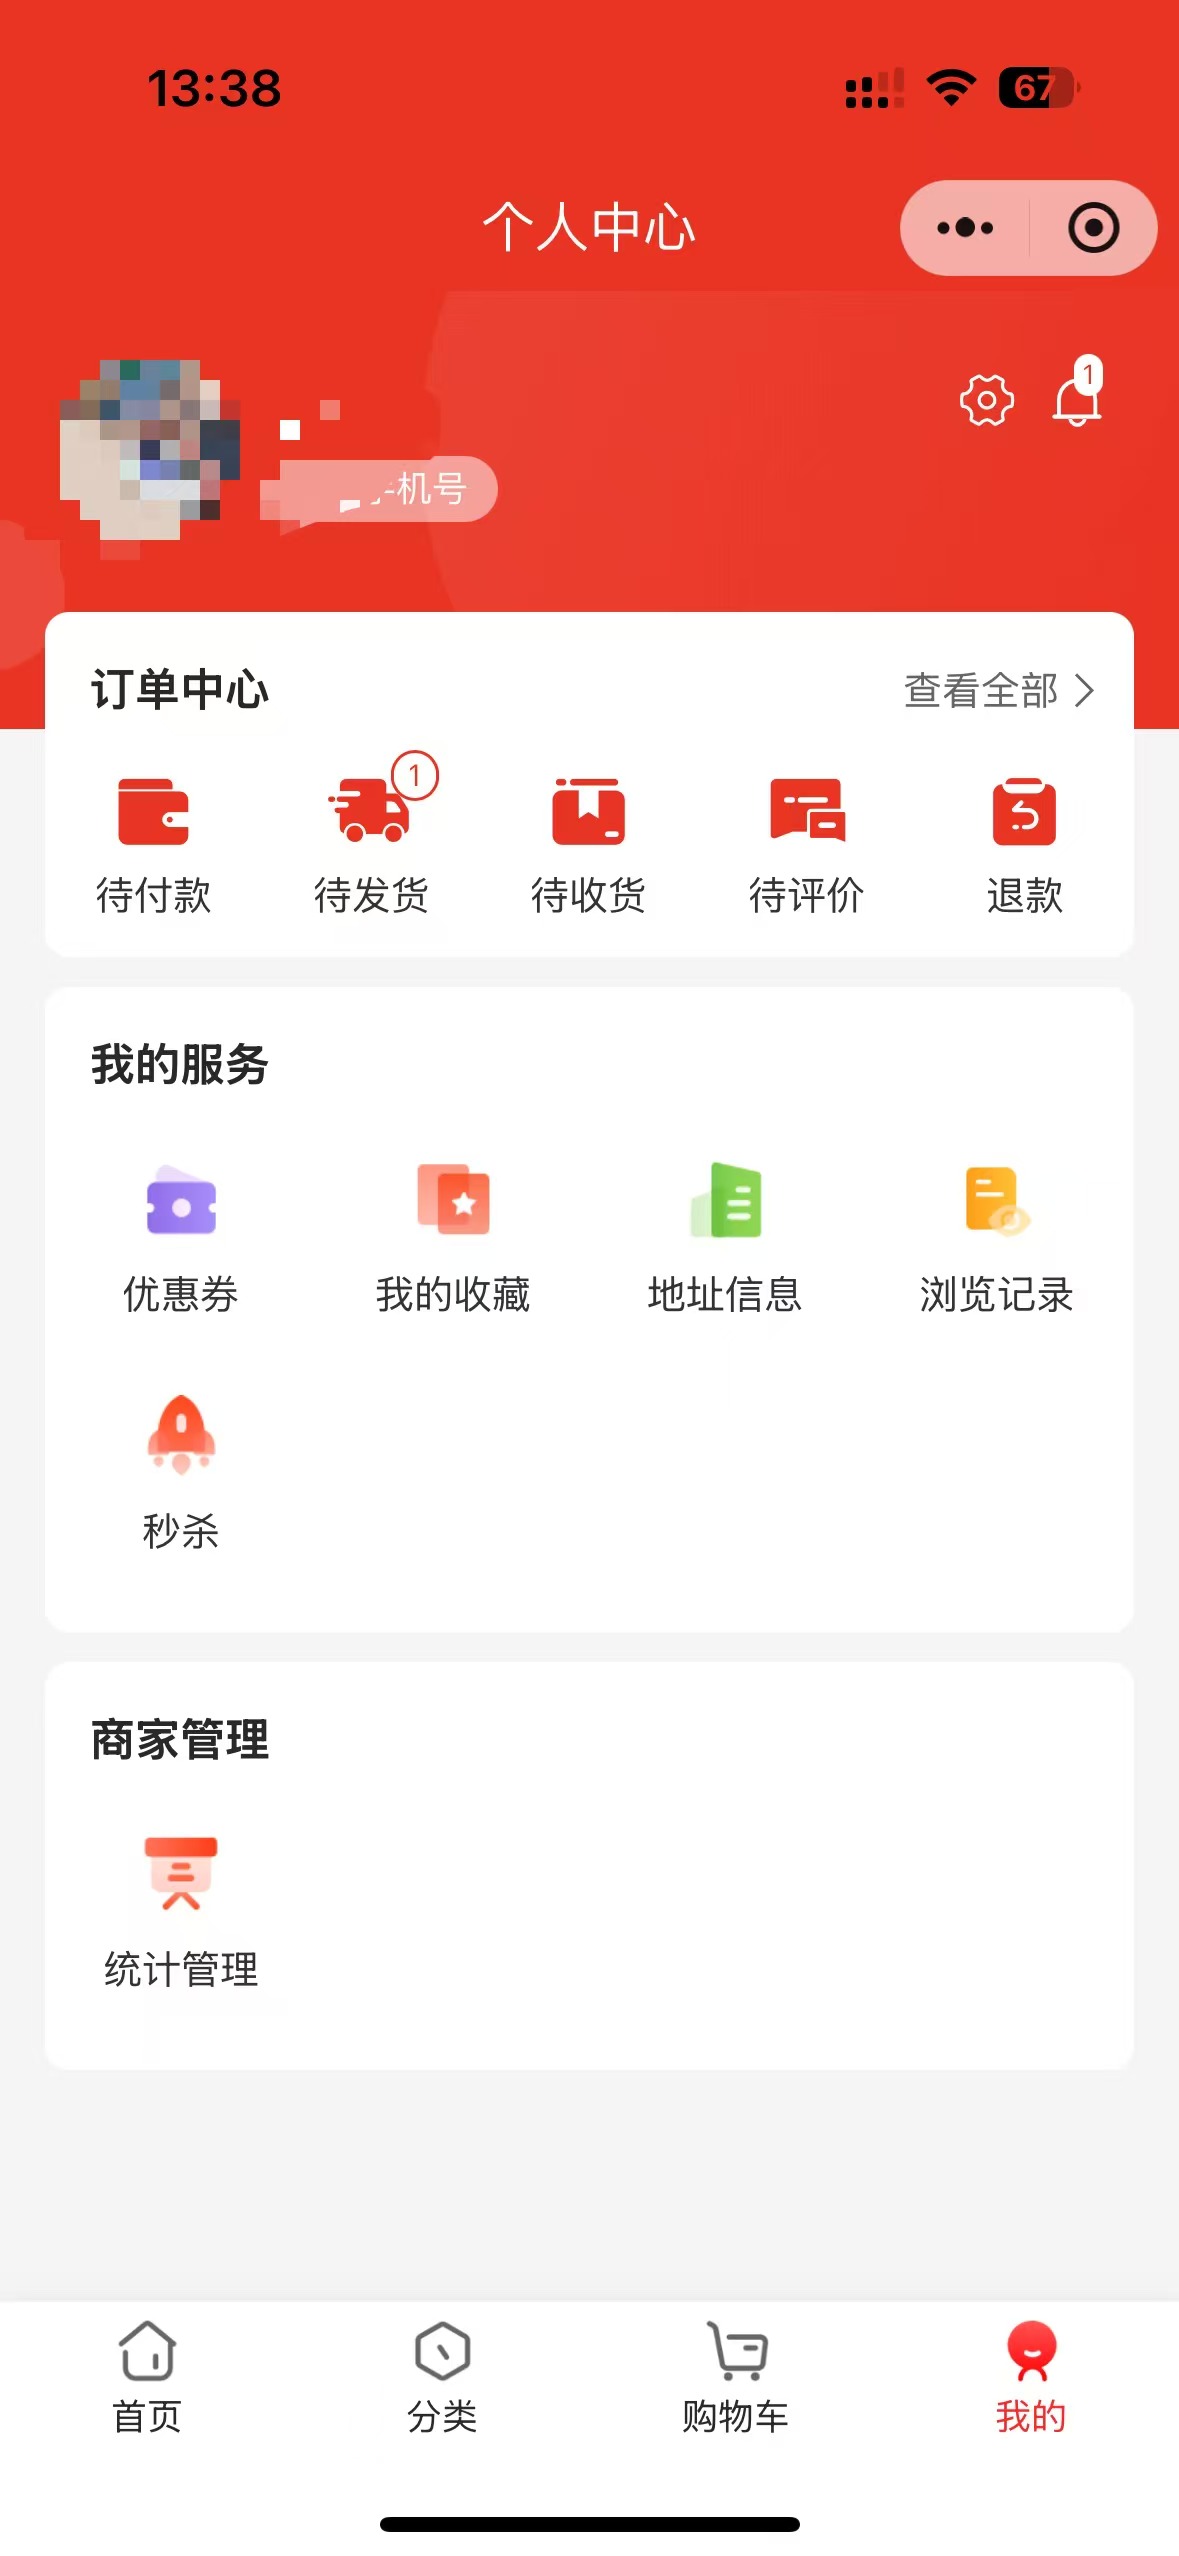 13:38
67
个人中心
1
机号
订单中心
查看全部
1
待付款
待发货
待收货
待评价
退款
我的服务
优惠券
我的收藏
地址信息
浏览记录
秒杀
商家管理
统计管理
首页
分类
购物车
我的